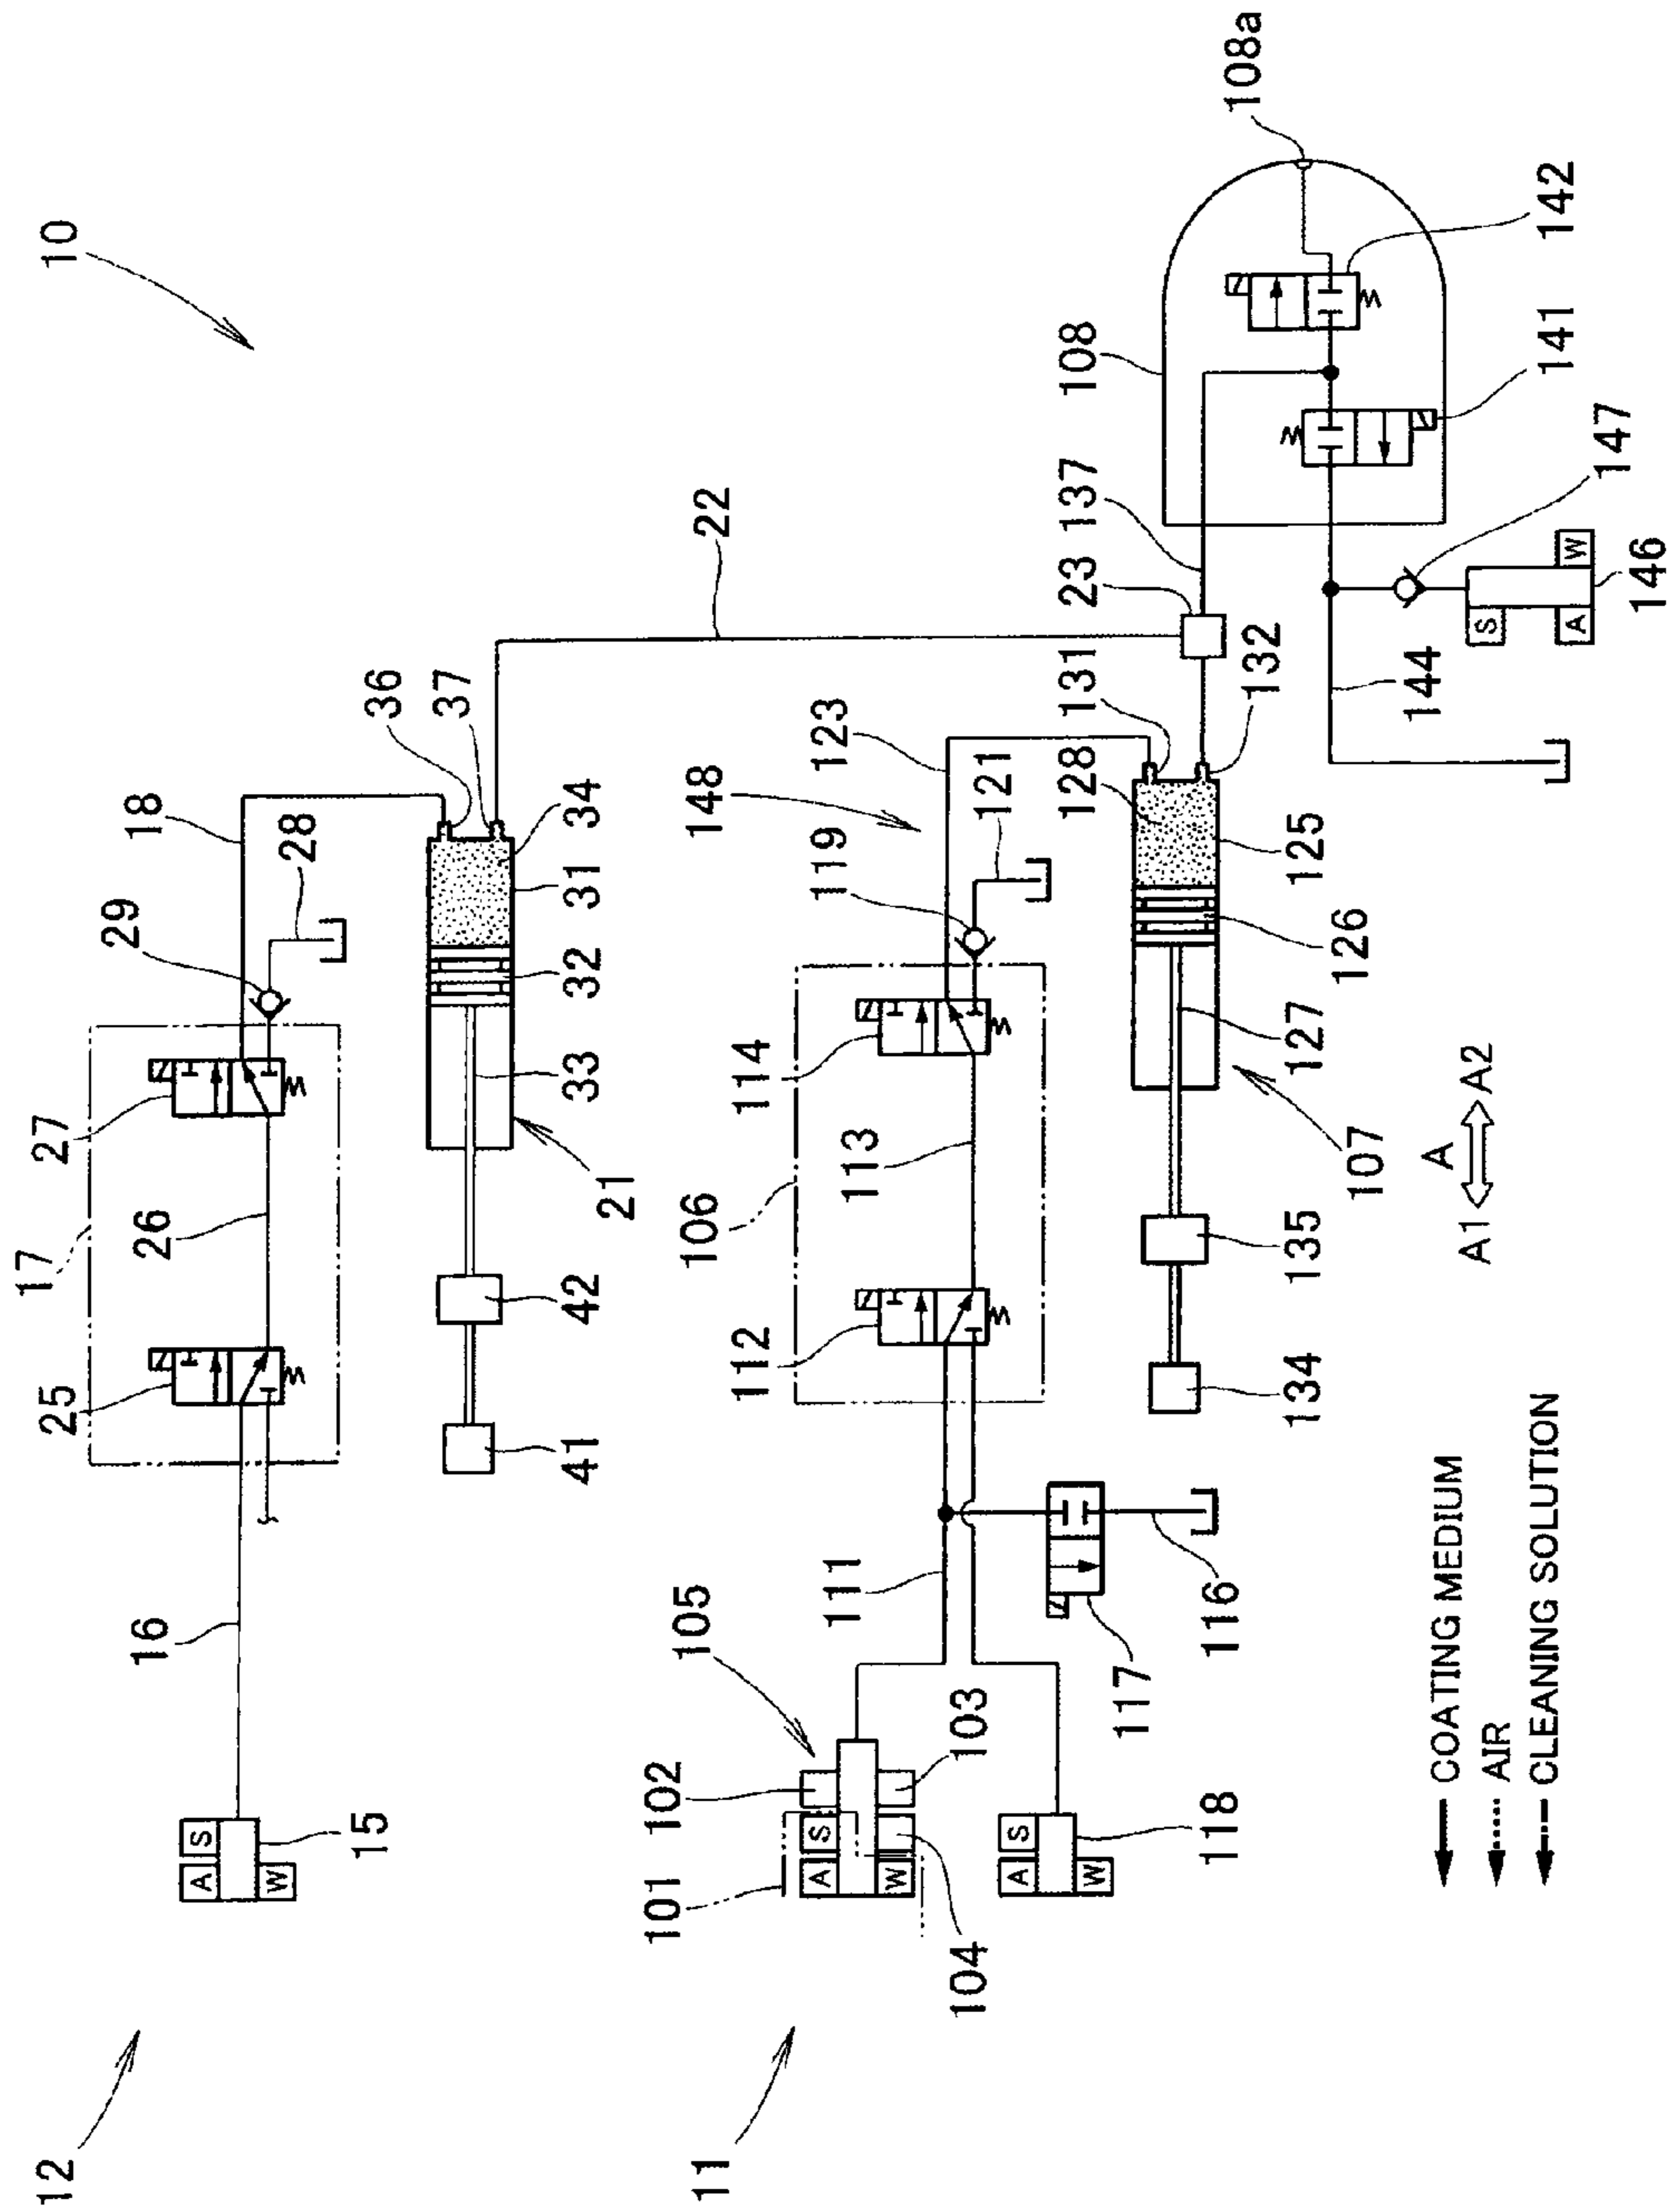 10
12
17
25
27
26
29
28
18
16
A
S
W
15
36
37
34
31
32
33
21
42
41
22
11
101
102
105
103
104
A
S
W
A
S
W
118
111
117
116
106
112
114
113
148
119
121
123
128
131
132
125
126
127
107
135
134
23
137
108
108a
142
141
147
S
A
W
146
144
A
A1
A2
COATING MEDIUM
AIR
CLEANING SOLUTION